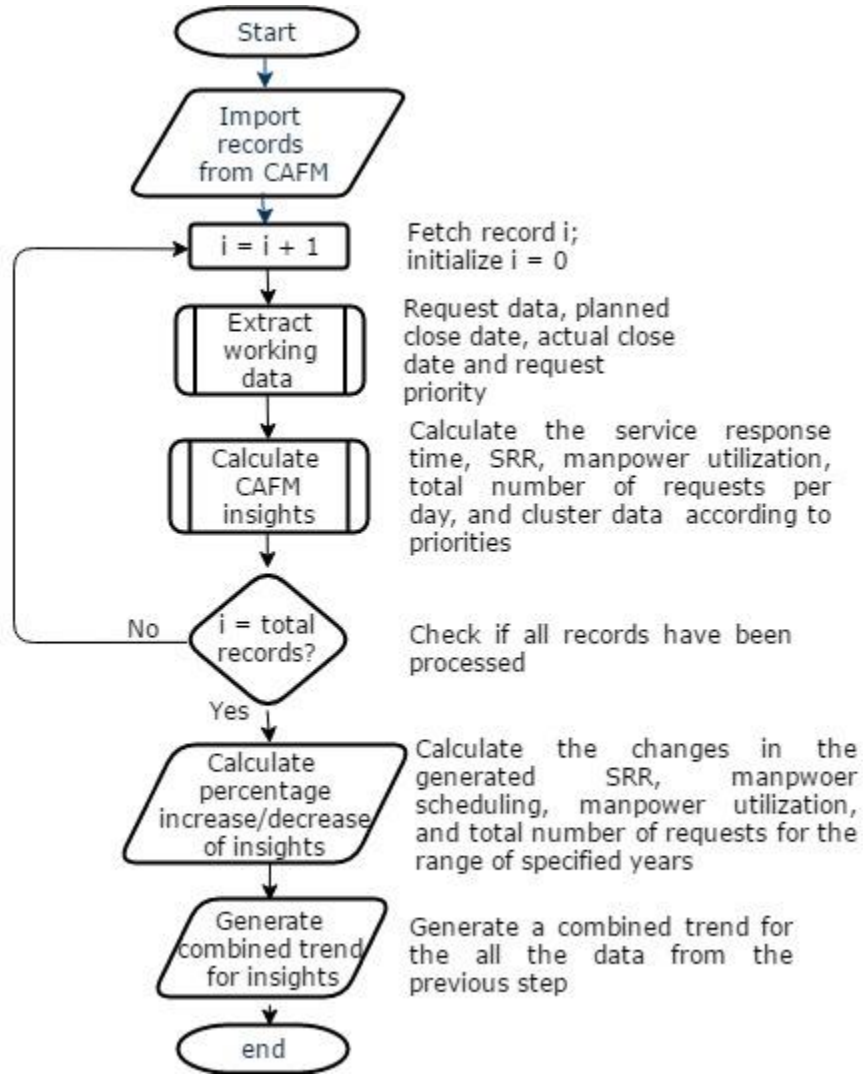 Start
Import
records
from CAFM
i = i + 1
Fetch record i;
initialize i = 0
Extract
working
data
Request data, planned
close date, actual close
date and request
priority
Calculate
CAFM
insights
Calculate the service response
time, SRR, manpower utilization,
total number of requests per
day, and cluster data according to
priorities
i = total
records?
No
Check if all records have been
processed
Yes
Calculate
percentage
increase/decrease
of insights
Calculate the changes in the
generated SRR, manpwoer
scheduling, manpower utilization,
and total number of requests for the
range of specified years
Generate
combined trend
for insights
Generate a combined trend for
the all the data from the
previous step
end